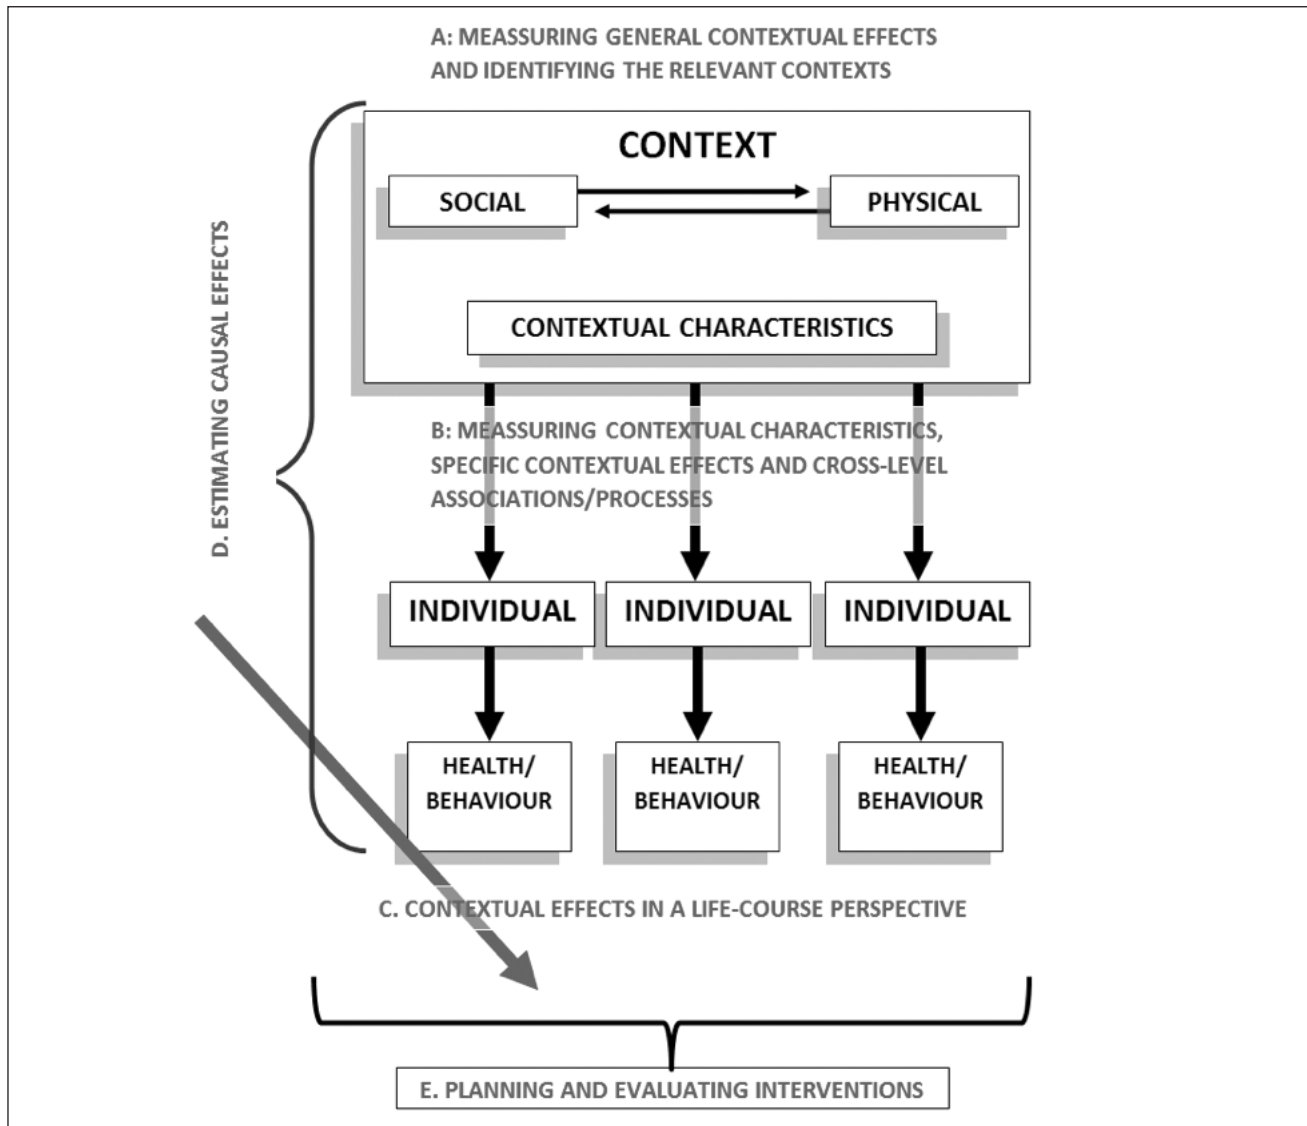 A: MEASSURING GENERAL CONTEXTUAL EFFECTS
AND IDENTIFYING THE RELEVANT CONTEXTS
CONTEXT
SOCIAL
PHYSICAL
CONTEXTUAL CHARACTERISTICS
D. ESTIMATING CAUSAL EFFECTS
B: MEASSURING CONTEXTUAL CHARACTERISTICS,
SPECIFIC CONTEXTUAL EFFECTS AND CROSS-LEVEL
ASSOCIATIONS/PROCESSES
INDIVIDUAL
INDIVIDUAL
INDIVIDUAL
HEALTH/
BEHAVIOUR
HEALTH/
BEHAVIOUR
HEALTH/
BEHAVIOUR
C. CONTEXTUAL EFFECTS IN A LIFE-COURSE PERSPECTIVE
E. PLANNING AND EVALUATING INTERVENTIONS